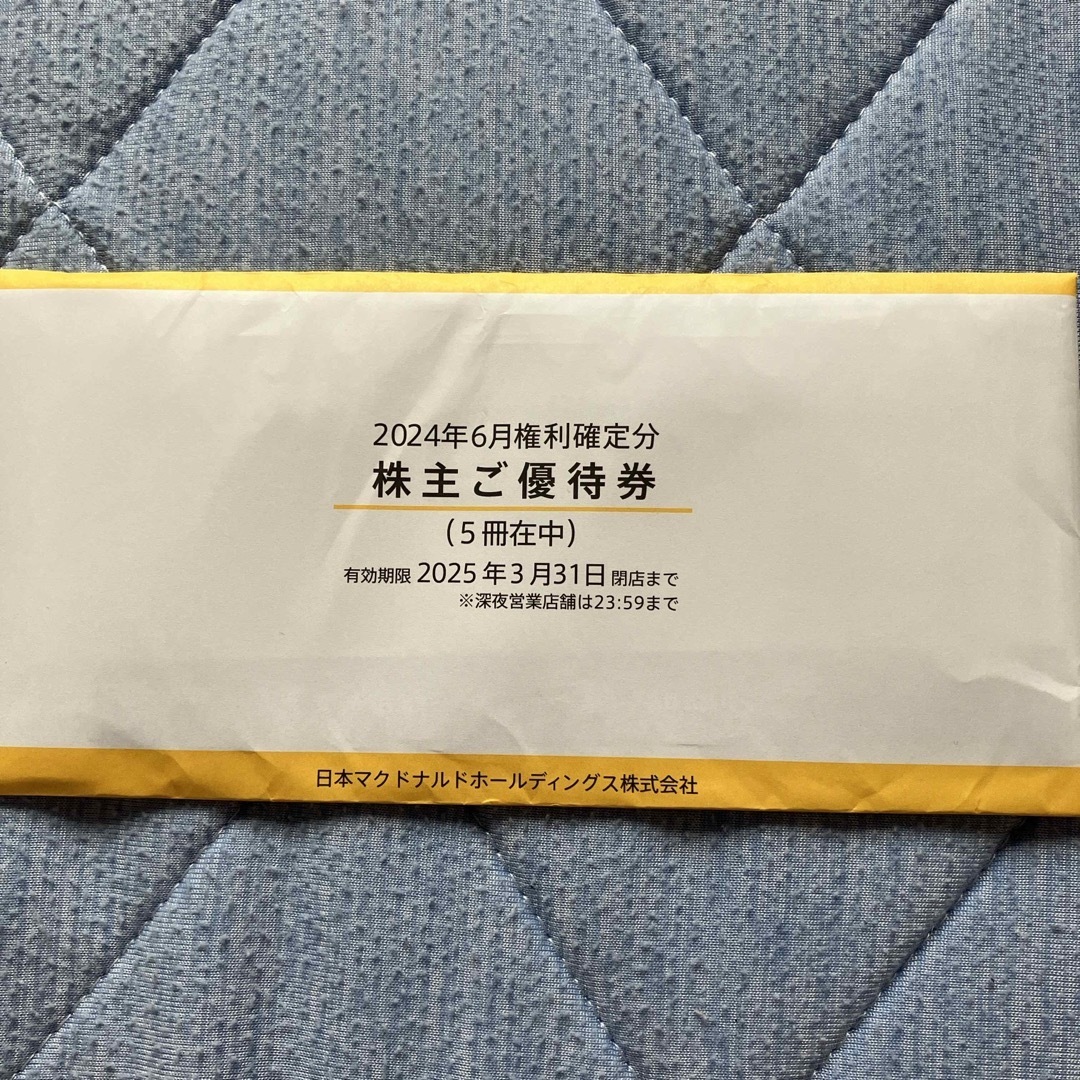 2024年6月権利確定分
株主ご優待券
(5冊在中)
有効期限 2025年3月31日 閉店まで
※深夜営業店舗は23:59まで
日本マクドナルドホールディングス株式会社